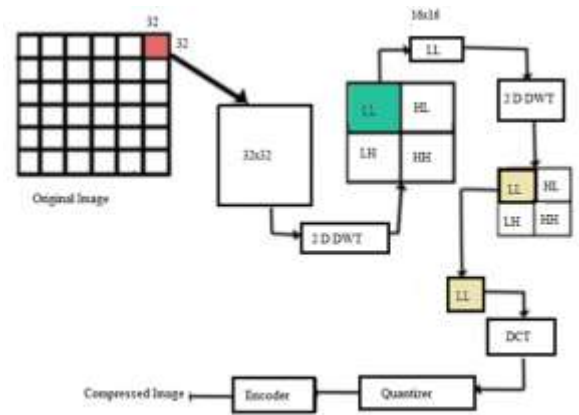 32
32
Original Image
32x32
2 D DWT
LL
HL
LH
HH
16x16
LL
2 D DWT
LL
HL
LH
HH
LL
DCT
Quantizer
Encoder
Compressed Image